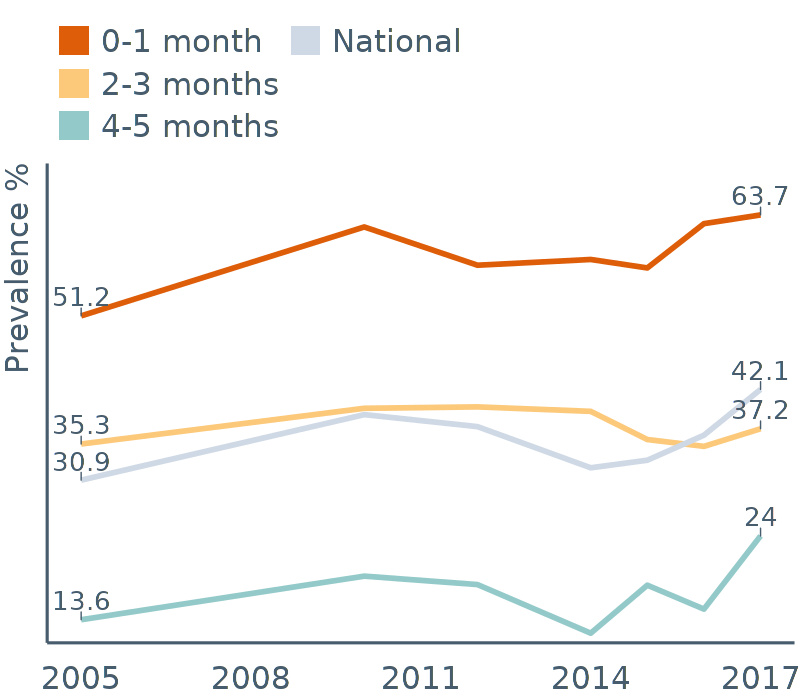 0-1 month
National
2-3 months
4-5 months
Prevalence %
63.7
51.2
42.1
37.2
35.3
30.9
24
13.6
2005 2008 2011 2014 2017